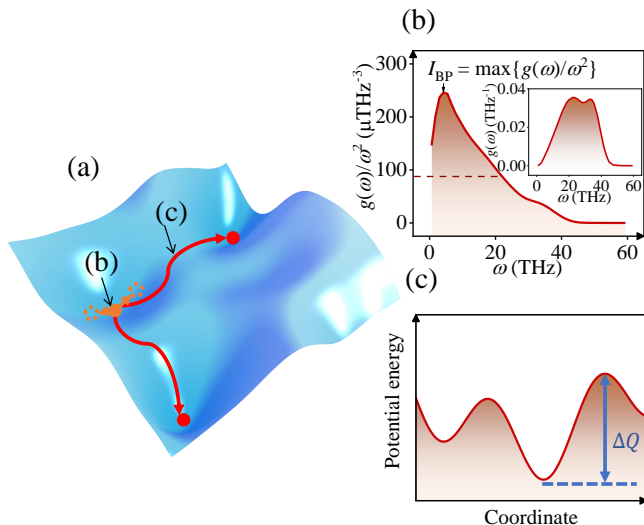 (a)
(b)
(c)
(b)
I_BP = max{g(ω)/ω²}
g(ω)/ω² (μTHz⁻³)
300
200
100
0
0
20
40
60
ω (THz)
g(ω) (THz⁻¹)
0.04
0.02
0.00
0
20
40
60
ω (THz)
(c)
Potential energy
ΔQ
Coordinate